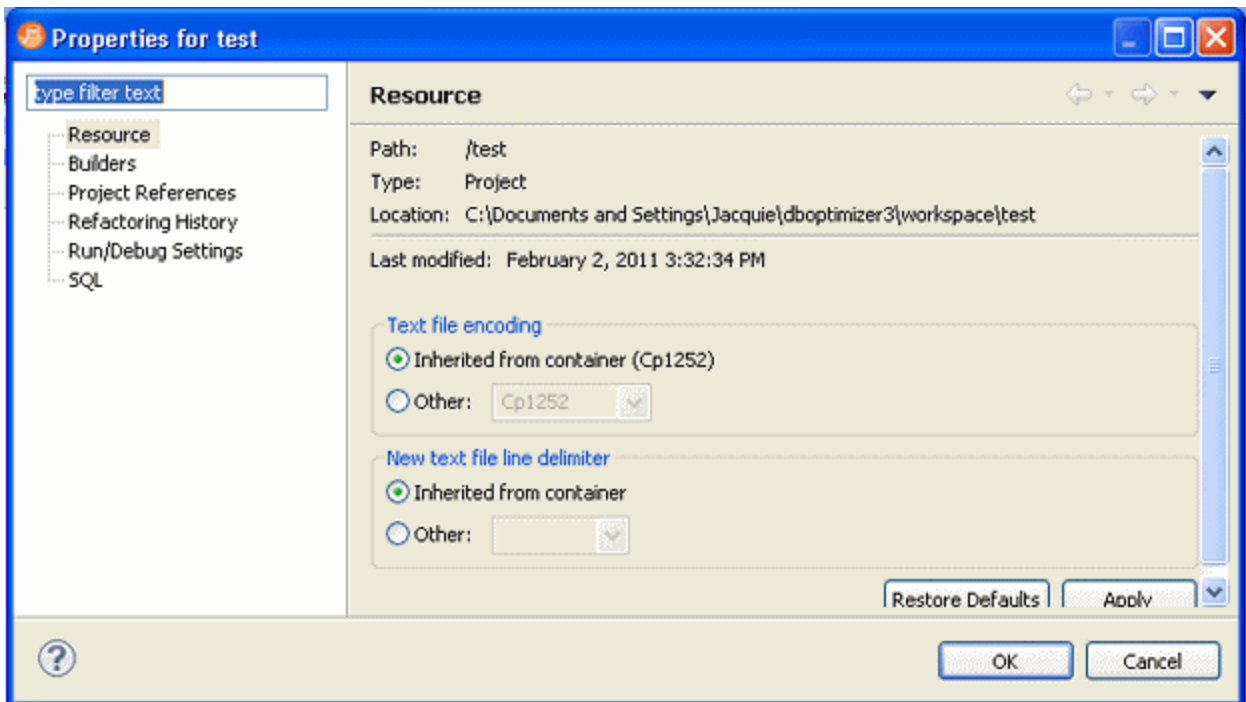 Properties for test
type filter text
Resource
Builders
Project References
Refactoring History
Run/Debug Settings
SQL
Resource
Path: /test
Type: Project
Location: C:\Documents and Settings\Jacquie\dboptimizer3\workspace\test
Last modified: February 2, 2011 3:32:34 PM
Text file encoding
Inherited from container (Cp1252)
Other: Cp1252
New text file line delimiter
Inherited from container
Other:
Restore Defaults Apply
? OK Cancel